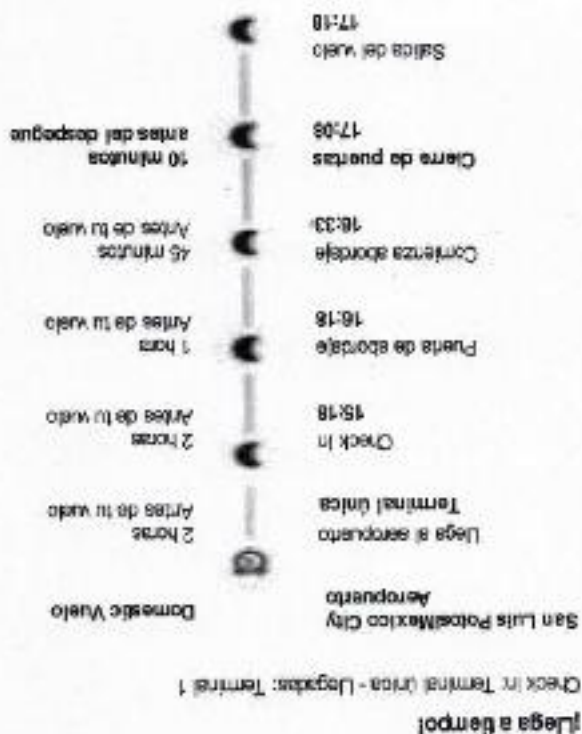 ¡Llega a tiempo!
Check in: Terminal única - Llegadas: Terminal 1
San Luis Potosí/Mexico City
Aeropuerto
Domestic Vuelo
Llega al aeropuerto
Terminal única
2 horas
Antes de tu vuelo
Check In
15:18
2 horas
Antes de tu vuelo
Puerta de abordaje
16:18
1 hora
Antes de tu vuelo
Comienza abordaje
16:33
45 minutos
Antes de tu vuelo
Cierre de puertas
17:08
10 minutos
antes del despegue
Salida del vuelo
17:18